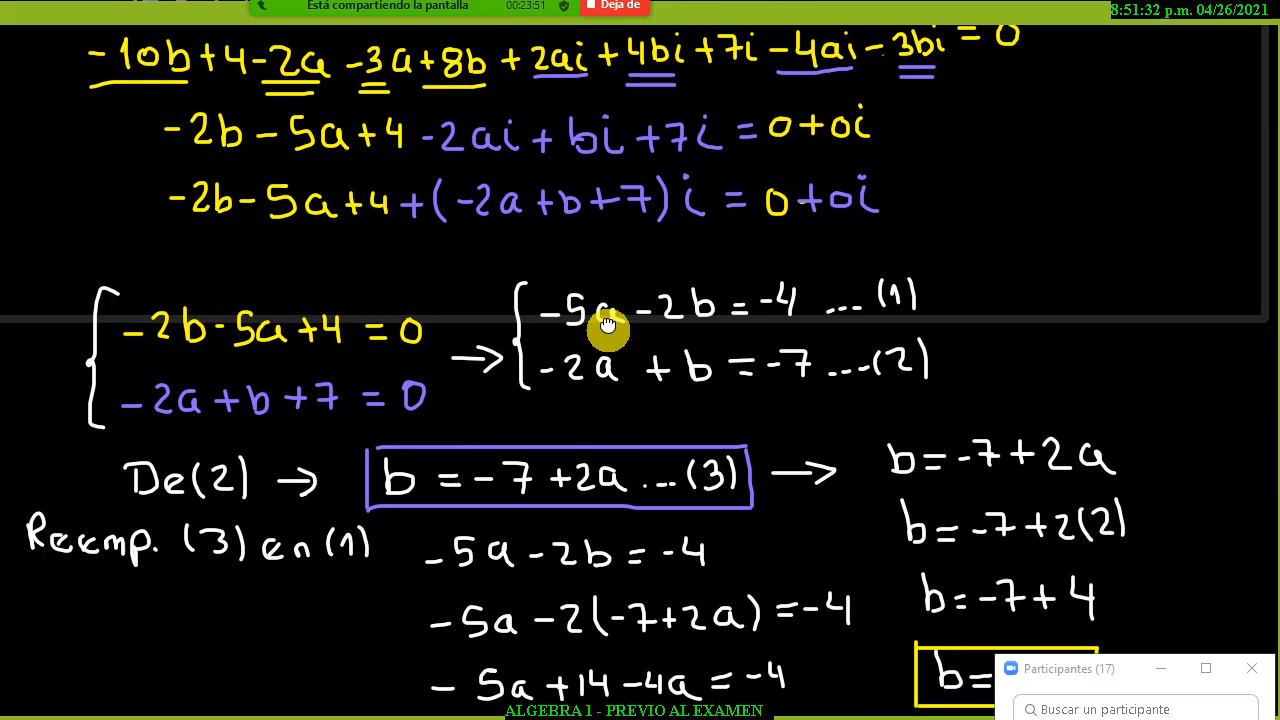 Está compartiendo la pantalla 00:23:51 Deja de
8:51:32 p.m. 04/26/2021
-10b+4-2a-3a+8b+2ai+4bi+7i-4ai-3bi=0
-2b-5a+4-2ai+bi+7i=0+0i
-2b-5a+4+(-2a+b+7)i=0+0i
-2b-5a+4=0
-2a+b+7=0
→
-5a-2b=-4 ...(1)
-2a+b=-7 ...(2)
De(2) → b=-7+2a ...(3) → b=-7+2a
b=-7+2(2)
Reemp. (3) en (1)
-5a-2b=-4
b=-7+4
-5a-2(-7+2a)=-4
b=
-5a+14-4a=-4
Participantes (17)
Buscar un participante
ALGEBRA 1 - PREVIO AL EXAMEN